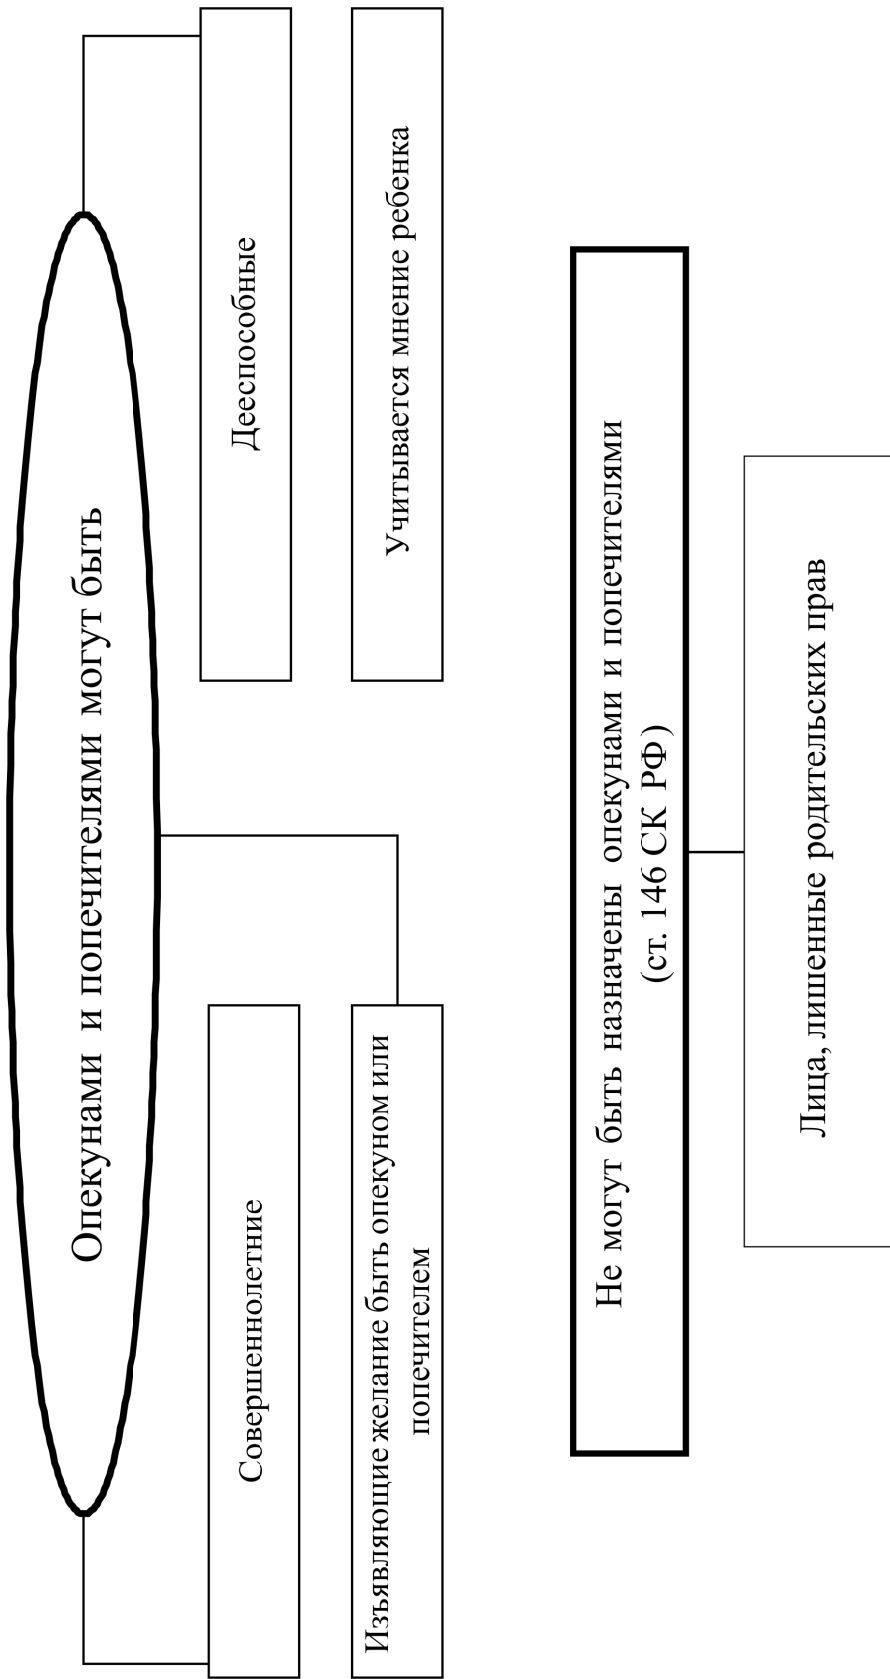 Опекунами и попечителями могут быть
Совершеннолетние
Дееспособные
Изъявляющие желание быть опекуном или
попечителем
Учитывается мнение ребенка
Не могут быть назначены опекунами и попечителями
(ст. 146 СК РФ)
Лица, лишенные родительских прав